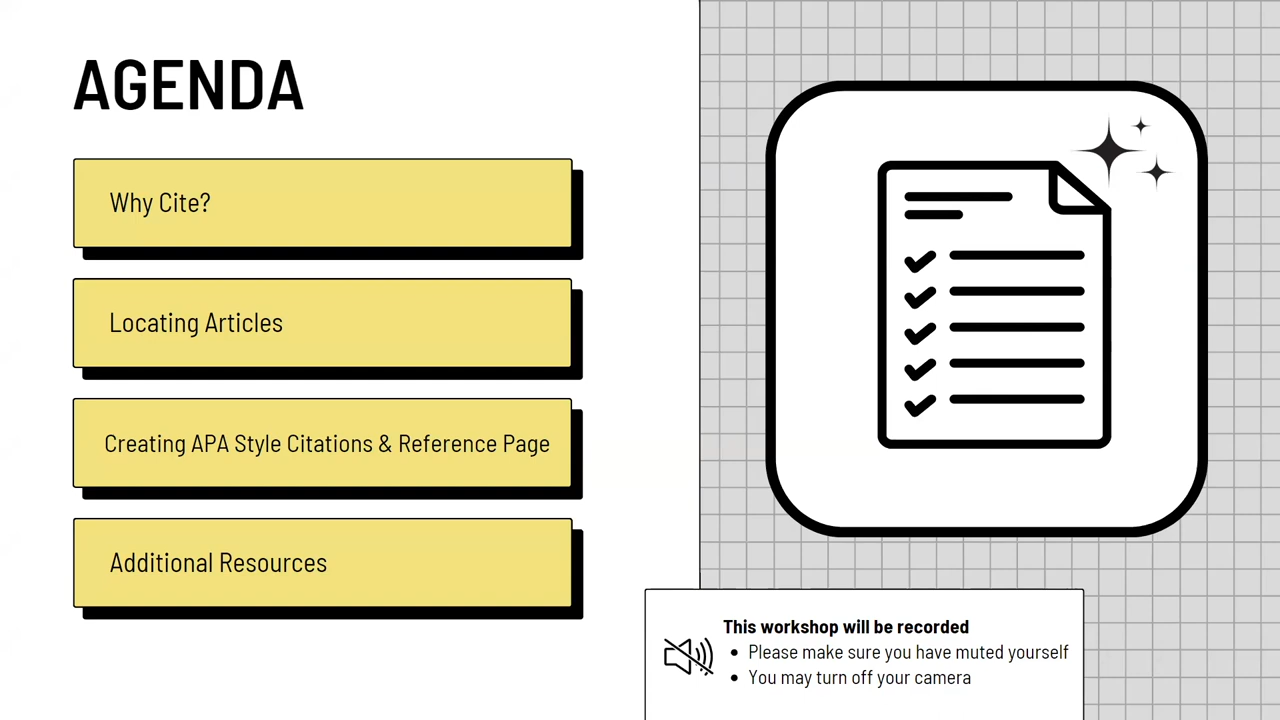 AGENDA
Why Cite?
Locating Articles
Creating APA Style Citations & Reference Page
Additional Resources
This workshop will be recorded
• Please make sure you have muted yourself
• You may turn off your camera